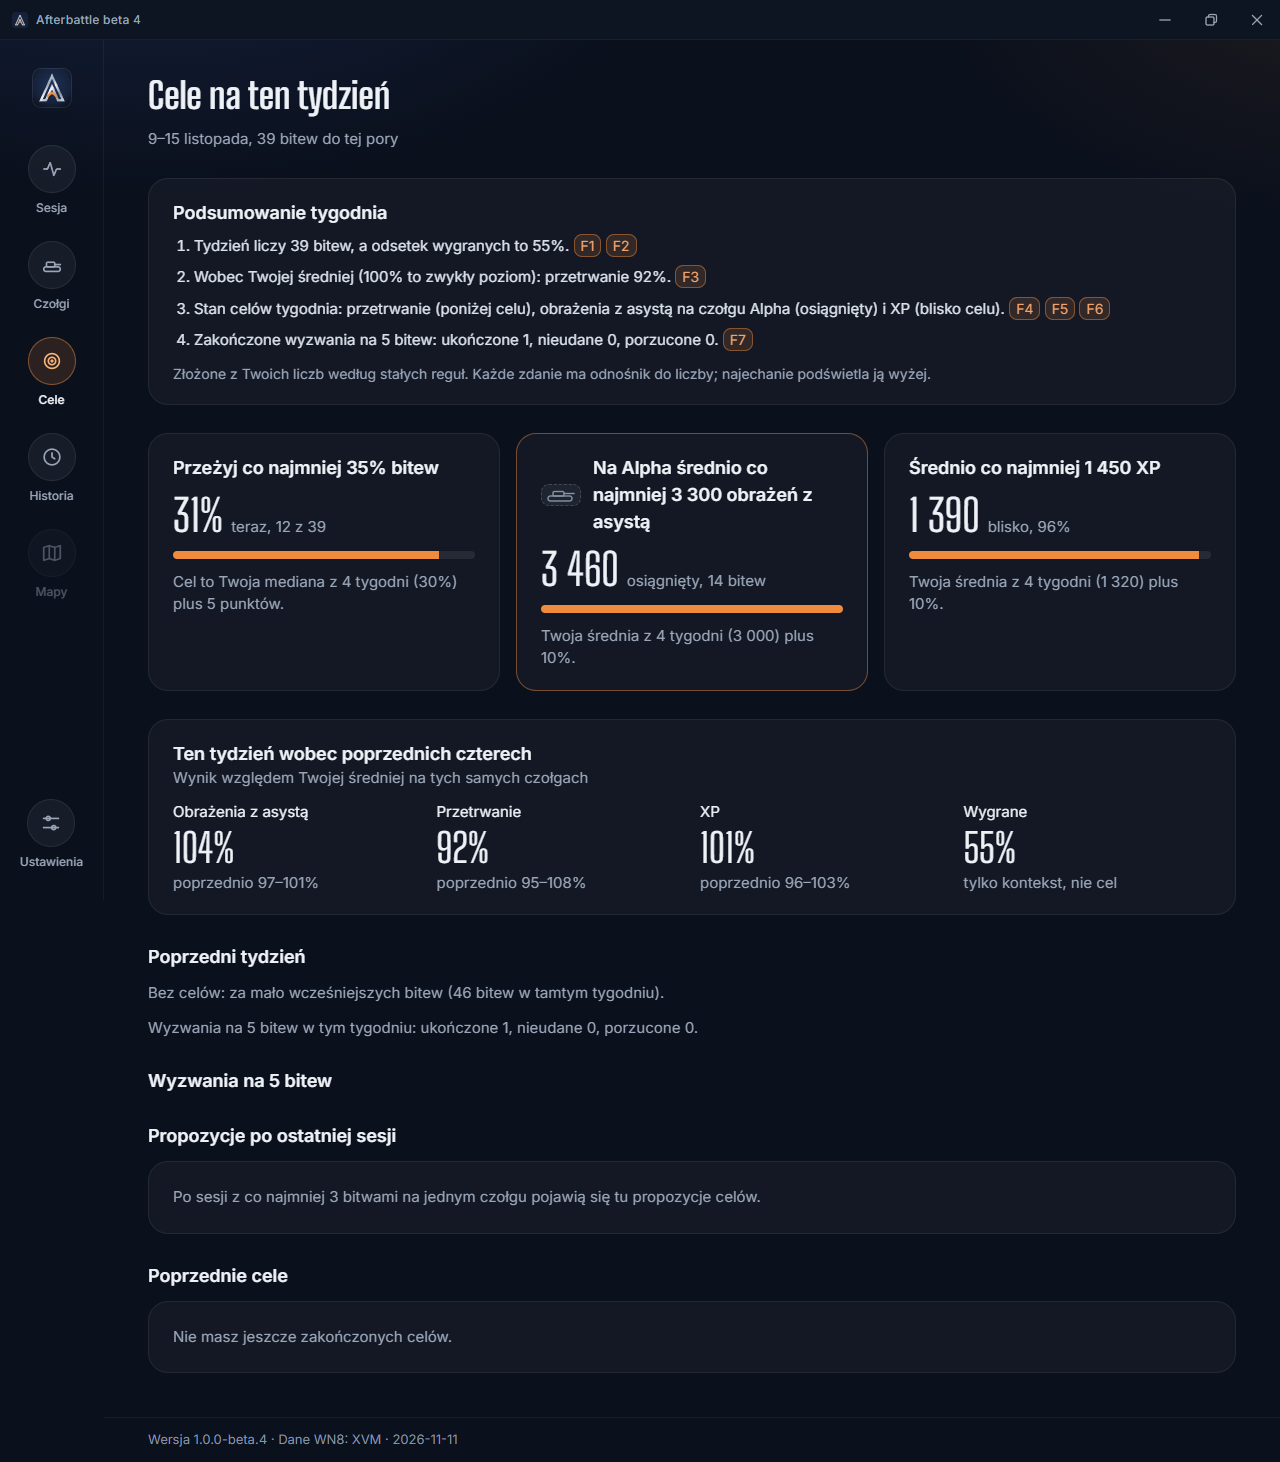 Afterbattle beta 4
Sesja
Czołgi
Cele
Historia
Mapy
Ustawienia
Cele na ten tydzień
9–15 listopada, 39 bitew do tej pory
Podsumowanie tygodnia
1. Tydzień liczy 39 bitew, a odsetek wygranych to 55%. F1 F2
2. Wobec Twojej średniej (100% to zwykły poziom): przetrwanie 92%. F3
3. Stan celów tygodnia: przetrwanie (poniżej celu), obrażenia z asystą na czołgu Alpha (osiągnięty) i XP (blisko celu). F4 F5 F6
4. Zakończone wyzwania na 5 bitew: ukończone 1, nieudane 0, porzucone 0. F7
Złożone z Twoich liczb według stałych reguł. Każde zdanie ma odnośnik do liczby; najechanie podświetla ją wyżej.
Przeżyj co najmniej 35% bitew
31% teraz, 12 z 39
Cel to Twoja mediana z 4 tygodni (30%)
plus 5 punktów.
Na Alpha średnio co
najmniej 3 300 obrażeń z
asystą
3 460 osiągnięty, 14 bitew
Twoja średnia z 4 tygodni (3 000) plus
10%.
Średnio co najmniej 1 450 XP
1 390 blisko, 96%
Twoja średnia z 4 tygodni (1 320) plus
10%.
Ten tydzień wobec poprzednich czterech
Wynik względem Twojej średniej na tych samych czołgach
Obrażenia z asystą
104%
poprzednio 97–101%
Przetrwanie
92%
poprzednio 95–108%
XP
101%
poprzednio 96–103%
Wygrane
55%
tylko kontekst, nie cel
Poprzedni tydzień
Bez celów: za mało wcześniejszych bitew (46 bitew w tamtym tygodniu).
Wyzwania na 5 bitew w tym tygodniu: ukończone 1, nieudane 0, porzucone 0.
Wyzwania na 5 bitew
Propozycje po ostatniej sesji
Po sesji z co najmniej 3 bitwami na jednym czołgu pojawią się tu propozycje celów.
Poprzednie cele
Nie masz jeszcze zakończonych celów.
Wersja 1.0.0-beta.4 · Dane WN8: XVM · 2026-11-11